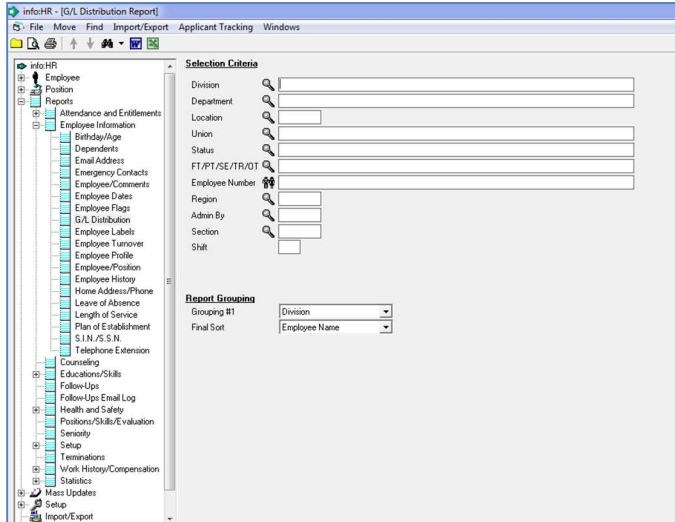 info:HR - [G/L Distribution Report]
File Move Find Import/Export Applicant Tracking Windows
info:HR
Employee
Position
Reports
Attendance and Entitlements
Employee Information
Birthday/Age
Dependents
Email Address
Emergency Contacts
Employee/Comments
Employee Dates
Employee Flags
G/L Distribution
Employee Labels
Employee Turnover
Employee Profile
Employee/Position
Employee History
Home Address/Phone
Leave of Absence
Length of Service
Plan of Establishment
S.I.N./S.S.N.
Telephone Extension
Counseling
Educations/Skills
Follow-Ups
Follow-Ups Email Log
Health and Safety
Positions/Skills/Evaluation
Seniority
Setup
Terminations
Work History/Compensation
Statistics
Mass Updates
Setup
Import/Export
Selection Criteria
Division
Department
Location
Union
Status
FT/PT/SE/TR/OT
Employee Number
Region
Admin By
Section
Shift
Report Grouping
Grouping #1 Division
Final Sort Employee Name